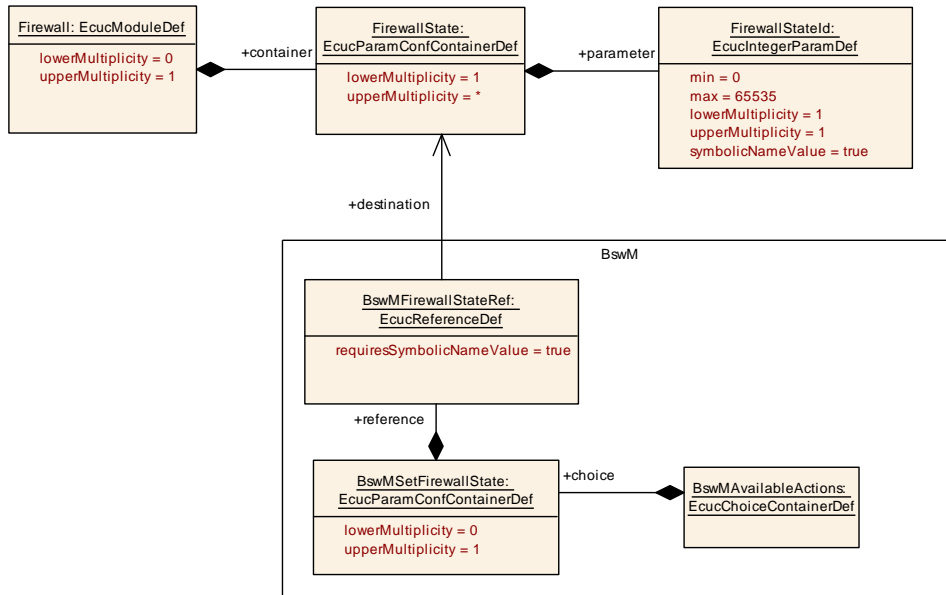 Firewall: EcucModuleDef
lowerMultiplicity = 0
upperMultiplicity = 1
+container
FirewallState:
EcucParamConfContainerDef
lowerMultiplicity = 1
upperMultiplicity = *
+parameter
FirewallStateId:
EcucIntegerParamDef
min = 0
max = 65535
lowerMultiplicity = 1
upperMultiplicity = 1
symbolicNameValue = true
+destination
BswM
BswMFirewallStateRef:
EcucReferenceDef
requiresSymbolicNameValue = true
+reference
BswMSetFirewallState:
EcucParamConfContainerDef
lowerMultiplicity = 0
upperMultiplicity = 1
+choice
BswMAvailableActions:
EcucChoiceContainerDef